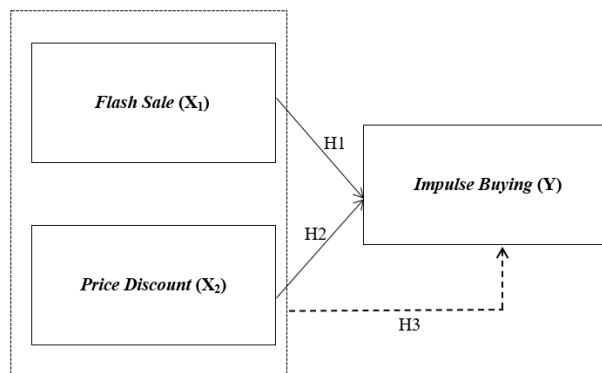 Flash Sale (X₁)
H1
Impulse Buying (Y)
H2
Price Discount (X₂)
H3